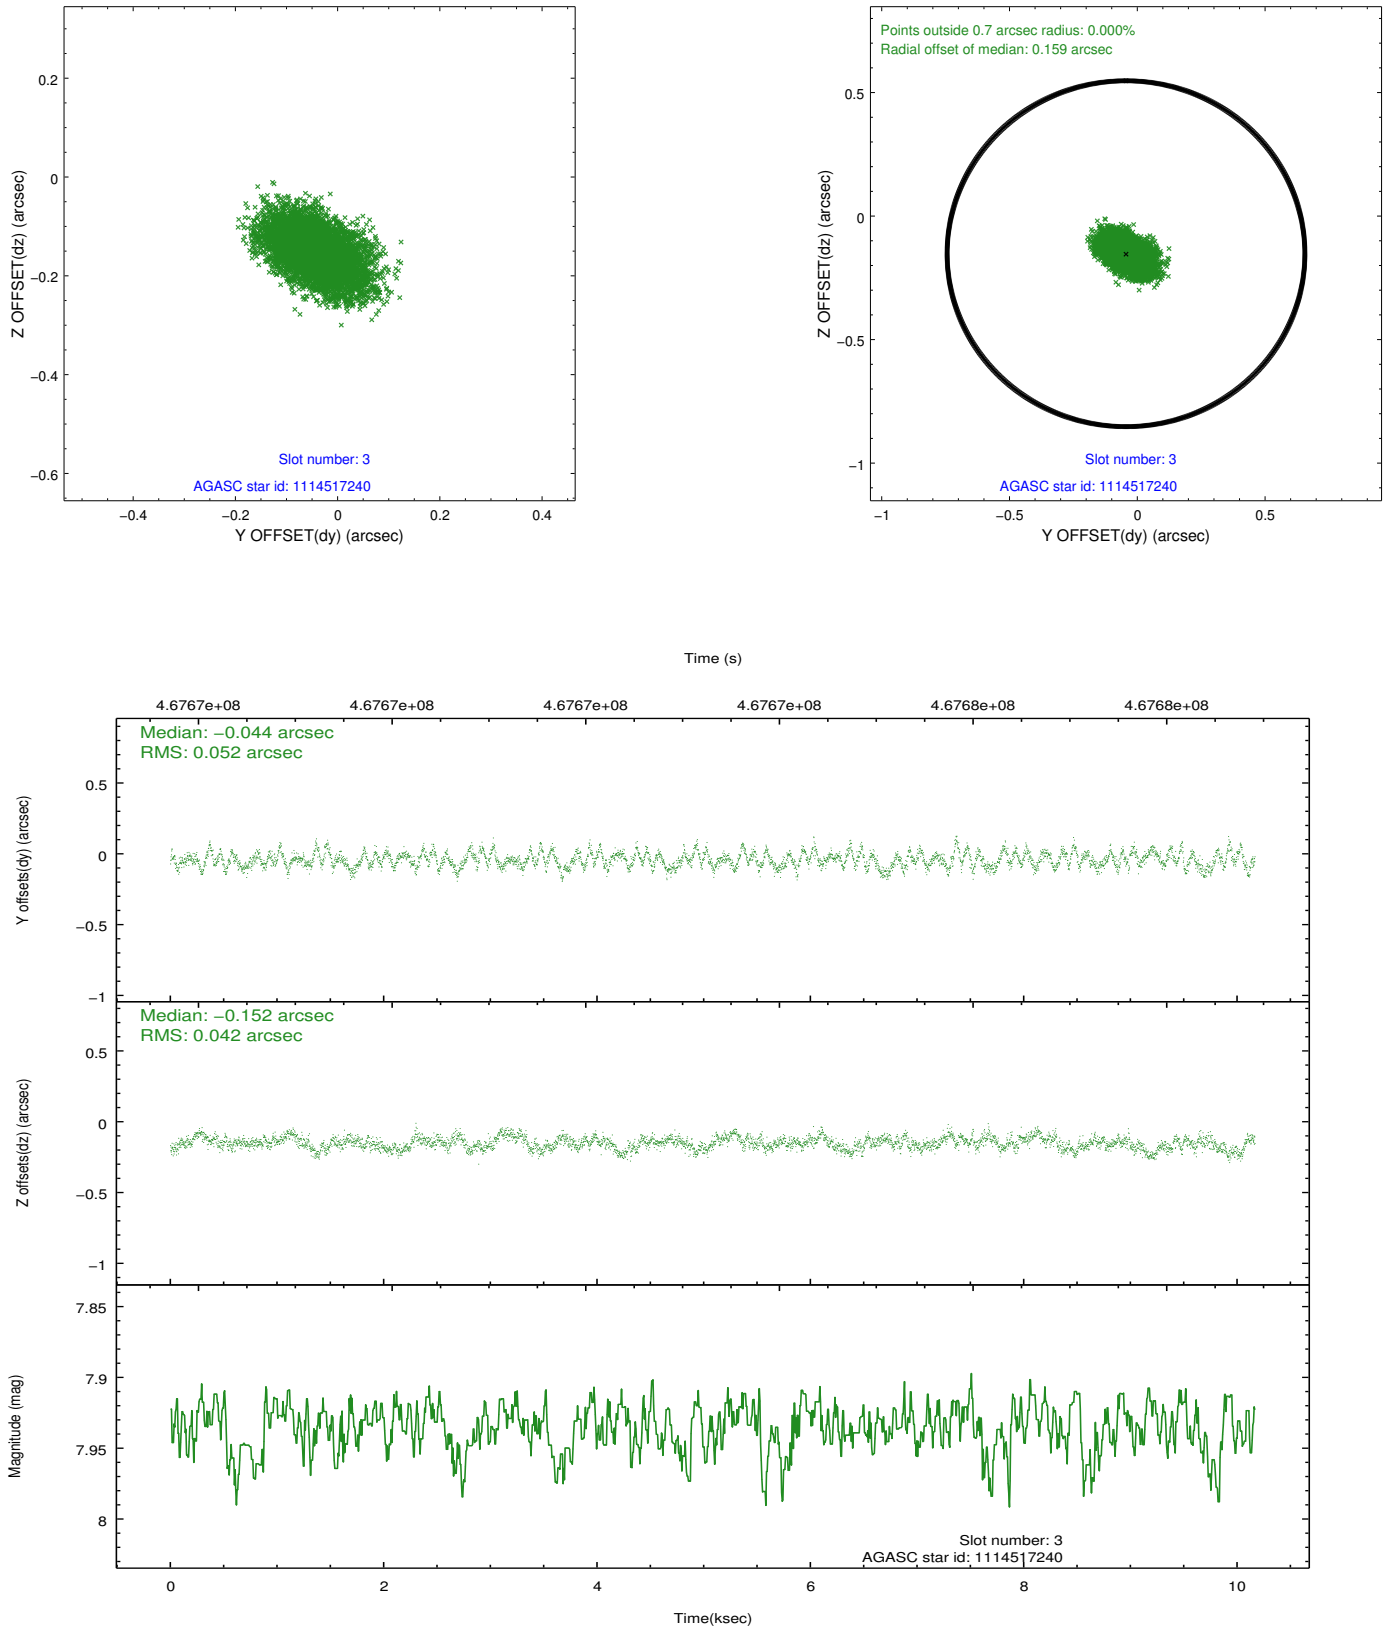 0.2
0
−0.2
−0.4
−0.6
Z OFFSET(dz) (arcsec)
Slot number: 3
AGASC star id: 1114517240
−0.4
−0.2
0
0.2
0.4
Y OFFSET(dy) (arcsec)
Points outside 0.7 arcsec radius: 0.000%
Radial offset of median: 0.159 arcsec
0.5
0
−0.5
−1
Z OFFSET(dz) (arcsec)
Slot number: 3
AGASC star id: 1114517240
−1
−0.5
0
0.5
Y OFFSET(dy) (arcsec)
Time (s)
4.6767e+08 4.6767e+08 4.6767e+08 4.6767e+08 4.6768e+08 4.6768e+08
Median: −0.044 arcsec
RMS: 0.052 arcsec
0.5
0
−0.5
−1
Y offsets(dy) (arcsec)
Median: −0.152 arcsec
RMS: 0.042 arcsec
0.5
0
−0.5
−1
Z offsets(dz) (arcsec)
7.85
7.9
7.95
8
Magnitude (mag)
Slot number: 3
AGASC star id: 1114517240
0 2 4 6 8 10
Time(ksec)